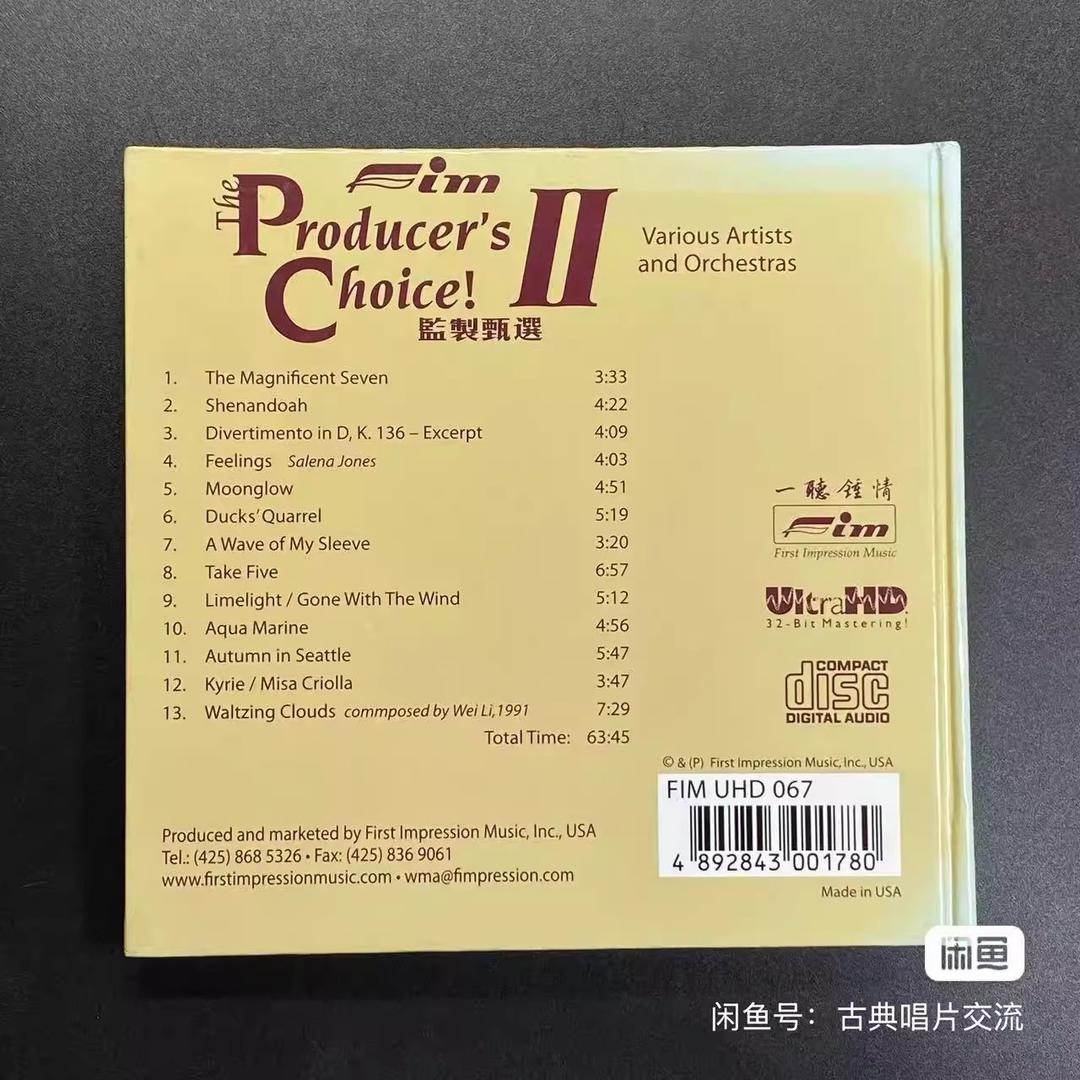 Fim
The Producer's Choice! II
監製甄選
Various Artists
and Orchestras
1. The Magnificent Seven 3:33
2. Shenandoah 4:22
3. Divertimento in D, K. 136 – Excerpt 4:09
4. Feelings Salena Jones 4:03
5. Moonglow 4:51
6. Ducks' Quarrel 5:19
7. A Wave of My Sleeve 3:20
8. Take Five 6:57
9. Limelight / Gone With The Wind 5:12
10. Aqua Marine 4:56
11. Autumn in Seattle 5:47
12. Kyrie / Misa Criolla 3:47
13. Waltzing Clouds commposed by Wei Li,1991 7:29
Total Time: 63:45
一聽鍾情
Fim
First Impression Music
UltraHD
32-Bit Mastering!
COMPACT
disc
DIGITAL AUDIO
© & (P) First Impression Music, Inc., USA
FIM UHD 067
4 892843 001780
Made in USA
Produced and marketed by First Impression Music, Inc., USA
Tel.: (425) 868 5326 • Fax: (425) 836 9061
www.firstimpressionmusic.com • wma@fimpression.com
闲鱼
闲鱼号：古典唱片交流